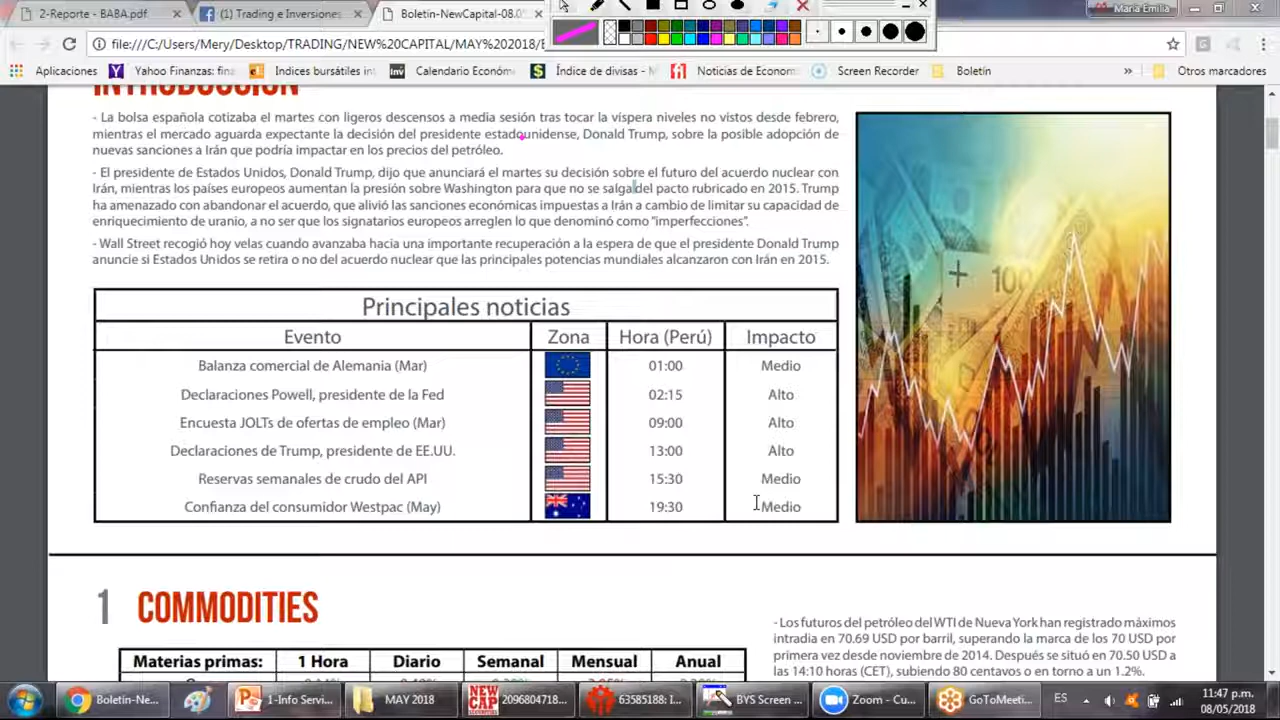 2-Reporte - BABA.pdf
(1) Trading e Inversiones
Boletin-NewCapital-08.0
Maria Emilia
file:///C:/Users/Mery/Desktop/TRADING/NEW%20CAPITAL/MAY%202018/
Aplicaciones
Yahoo Finanzas: fina
Indices bursátiles int
Calendario Económ
Índice de divisas - M
Noticias de Econom
Screen Recorder
Boletín
»
Otros marcadores
INTRODUCCIÓN
- La bolsa española cotizaba el martes con ligeros descensos a media sesión tras tocar la víspera niveles no vistos desde febrero,
mientras el mercado aguarda expectante la decisión del presidente estadounidense, Donald Trump, sobre la posible adopción de
nuevas sanciones a Irán que podría impactar en los precios del petróleo.
- El presidente de Estados Unidos, Donald Trump, dijo que anunciará el martes su decisión sobre el futuro del acuerdo nuclear con
Irán, mientras los países europeos aumentan la presión sobre Washington para que no se salga del pacto rubricado en 2015. Trump
ha amenazado con abandonar el acuerdo, que alivió las sanciones económicas impuestas a Irán a cambio de limitar su capacidad de
enriquecimiento de uranio, a no ser que los signatarios europeos arreglen lo que denominó como "imperfecciones".
- Wall Street recogió hoy velas cuando avanzaba hacia una importante recuperación a la espera de que el presidente Donald Trump
anuncie si Estados Unidos se retira o no del acuerdo nuclear que las principales potencias mundiales alcanzaron con Irán en 2015.
Principales noticias
Evento Zona Hora (Perú) Impacto
Balanza comercial de Alemania (Mar) 01:00 Medio
Declaraciones Powell, presidente de la Fed 02:15 Alto
Encuesta JOLTs de ofertas de empleo (Mar) 09:00 Alto
Declaraciones de Trump, presidente de EE.UU. 13:00 Alto
Reservas semanales de crudo del API 15:30 Medio
Confianza del consumidor Westpac (May) 19:30 Medio
100
1 COMMODITIES
Materias primas: 1 Hora Diario Semanal Mensual Anual
- Los futuros del petróleo del WTI de Nueva York han registrado máximos
intradia en 70.69 USD por barril, superando la marca de los 70 USD por
primera vez desde noviembre de 2014. Después se situó en 70.50 USD a
las 14:10 horas (CET), subiendo 80 centavos o en torno a un 1.2%.
Boletin-Ne...
1-Info Servi...
MAY 2018
NEW CAP
2096804718...
63585188: I...
BYS Screen ...
Zoom - Cu...
GoToMeeti...
ES
11:47 p.m.
08/05/2018